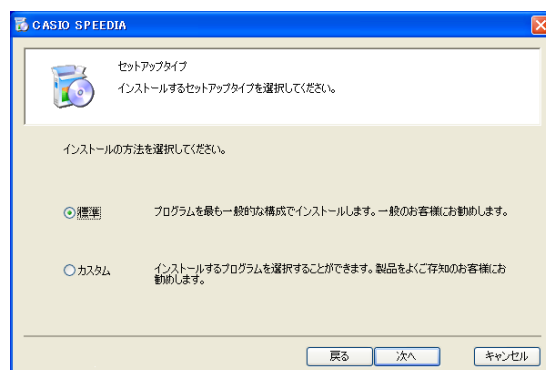 CASIO SPEEDIA
セットアップタイプ
インストールするセットアップタイプを選択してください。
インストールの方法を選択してください。
標準
プログラムを最も一般的な構成でインストールします。一般のお客様にお勧めします。
カスタム
インストールするプログラムを選択することができます。製品をよくご存知のお客様にお
勧めします。
戻る
次へ
キャンセル